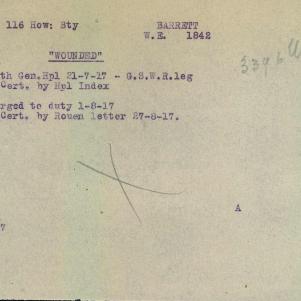 116 How: Bty BARRETT
W.E. 1842
"WOUNDED"
th Gen.Hpl 21-7-17 - G.S.W.R.leg
Cert. by Hpl Index
rged to duty 1-8-17
Cert. by Rouen letter 27-8-17.
A
7